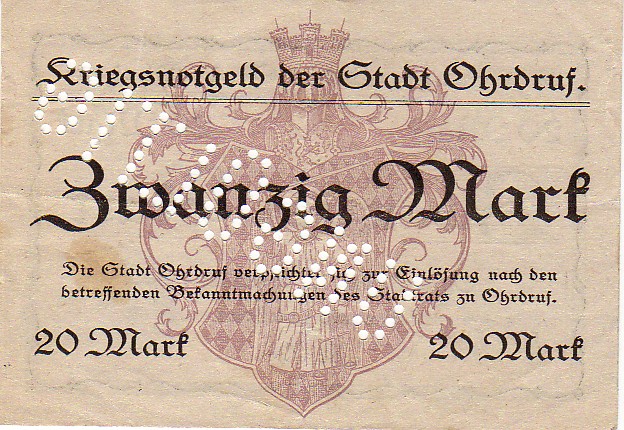 Kriegsnotgeld der Stadt Ohrdruf.
Zwanzig Mark
Die Stadt Ohrdruf verpflichtet sich zur Einlösung nach den
betreffenden Bekanntmachungen des Stadtrats zu Ohrdruf.
20 Mark 20 Mark